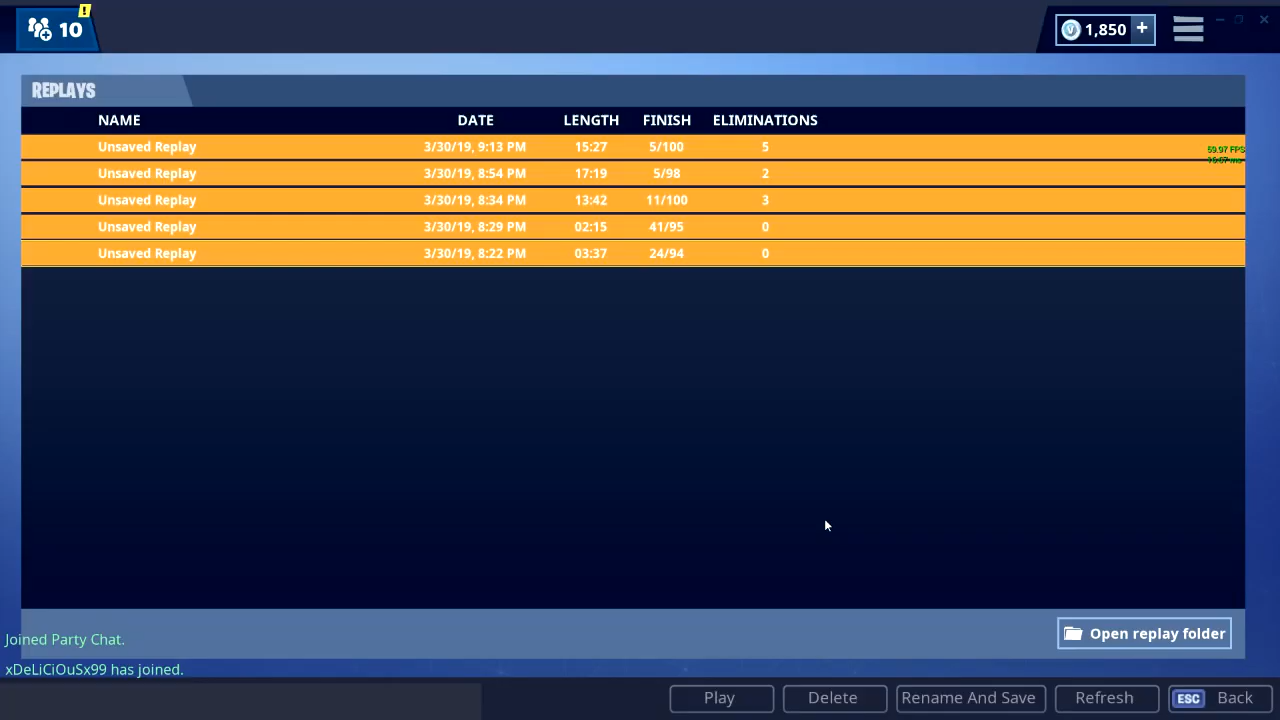 10
!
1,850 +
REPLAYS
NAME DATE LENGTH FINISH ELIMINATIONS
Unsaved Replay 3/30/19, 9:13 PM 15:27 5/100 5
59.97 FPS
Unsaved Replay 3/30/19, 8:54 PM 17:19 5/98 2
Unsaved Replay 3/30/19, 8:34 PM 13:42 11/100 3
Unsaved Replay 3/30/19, 8:29 PM 02:15 41/95 0
Unsaved Replay 3/30/19, 8:22 PM 03:37 24/94 0
Open replay folder
Joined Party Chat.
xDeLiCiOuSx99 has joined.
Play Delete Rename And Save Refresh ESC Back